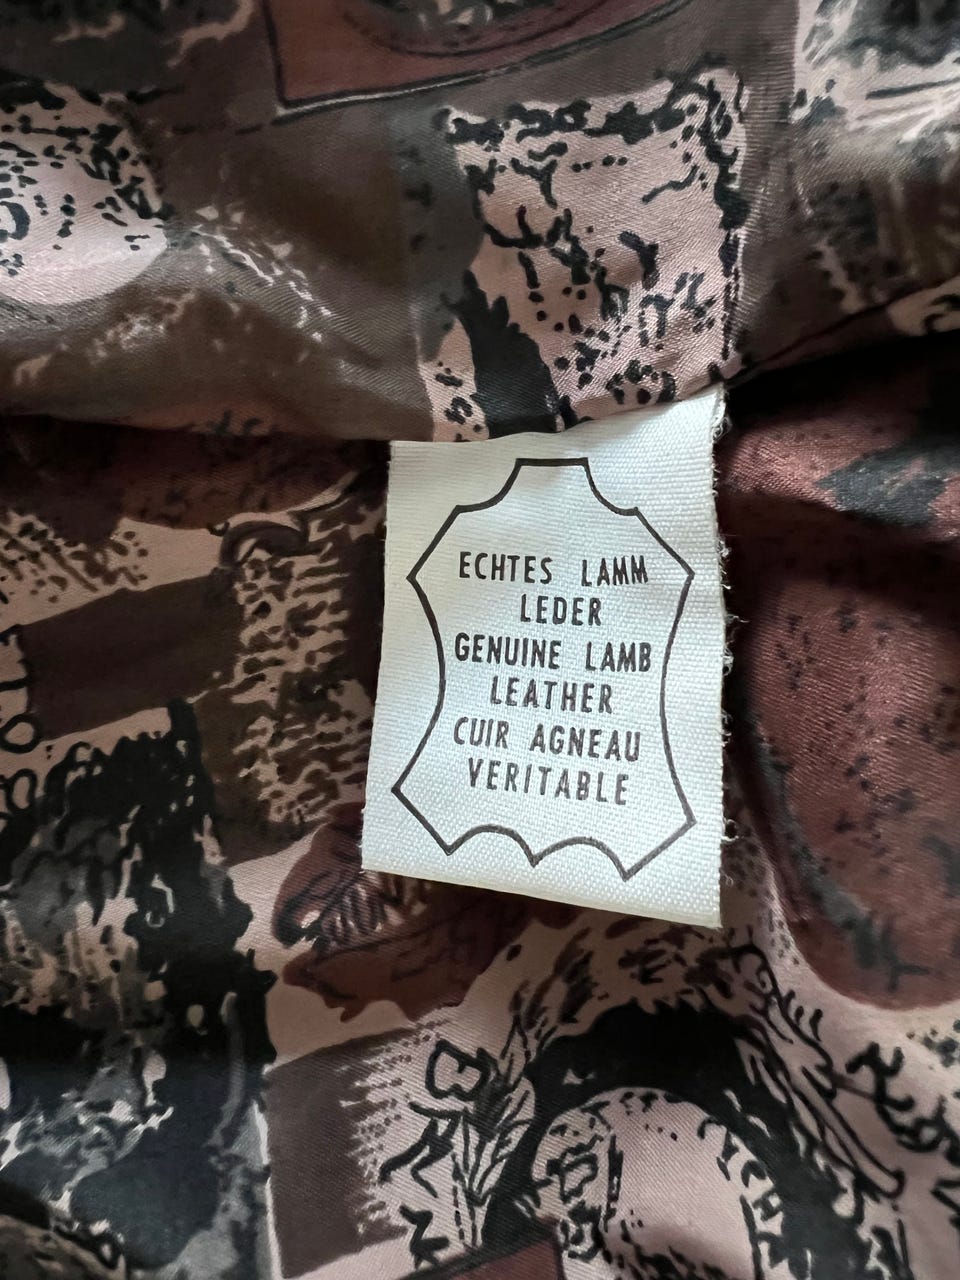 ECHTES LAMM
LEDER
GENUINE LAMB
LEATHER
CUIR AGNEAU
VERITABLE